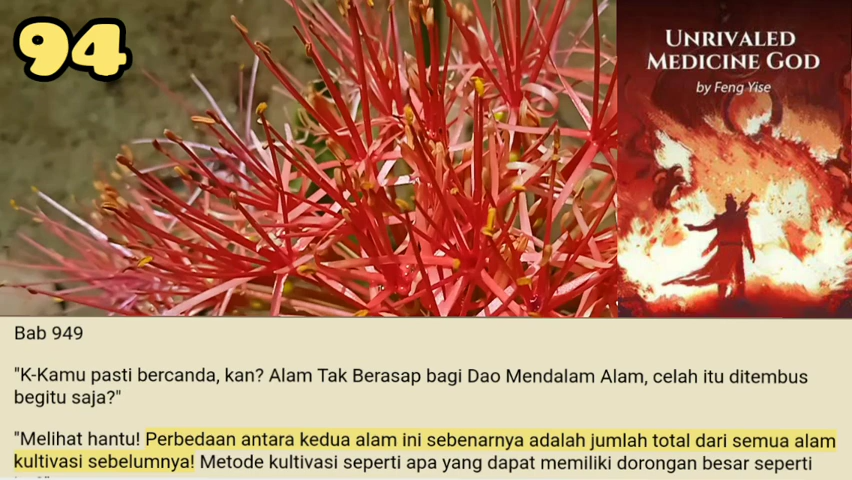 94
UNRIVALED
MEDICINE GOD
by Feng Yise
Bab 949
"K-Kamu pasti bercanda, kan? Alam Tak Berasap bagi Dao Mendalam Alam, celah itu ditembus
begitu saja?"
"Melihat hantu! Perbedaan antara kedua alam ini sebenarnya adalah jumlah total dari semua alam
kultivasi sebelumnya! Metode kultivasi seperti apa yang dapat memiliki dorongan besar seperti